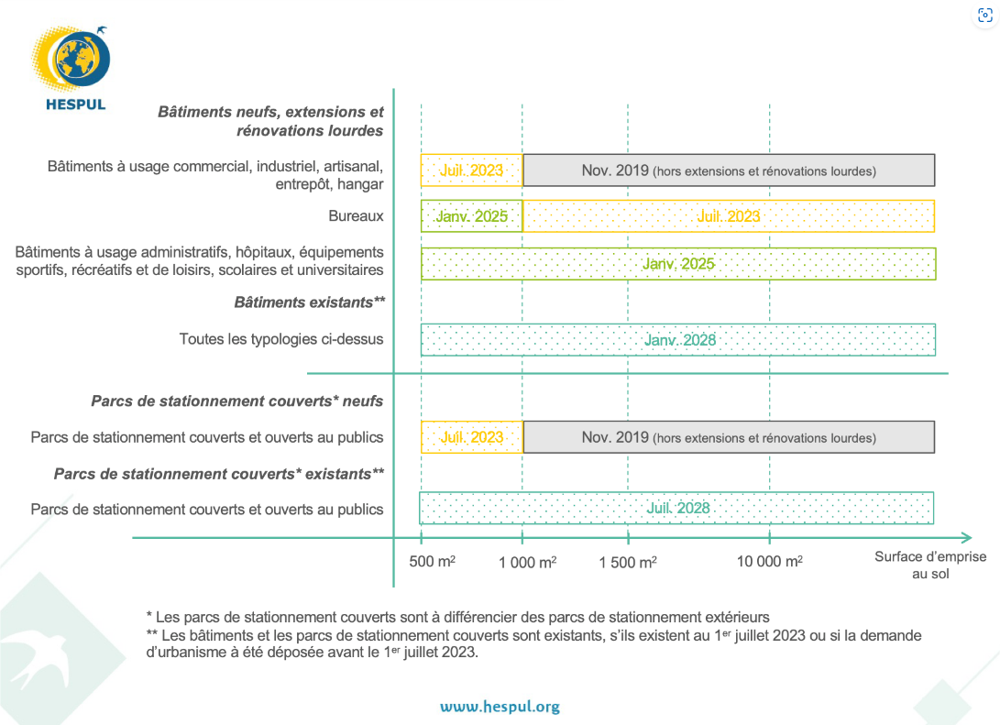 HESPUL
Bâtiments neufs, extensions et
rénovations lourdes
Bâtiments à usage commercial, industriel, artisanal,
entrepôt, hangar
Juil. 2023
Nov. 2019 (hors extensions et rénovations lourdes)
Bureaux
Janv. 2025
Juil. 2023
Bâtiments à usage administratifs, hôpitaux, équipements
sportifs, récréatifs et de loisirs, scolaires et universitaires
Janv. 2025
Bâtiments existants**
Toutes les typologies ci-dessus
Janv. 2028
Parcs de stationnement couverts* neufs
Parcs de stationnement couverts et ouverts au publics
Juil. 2023
Nov. 2019 (hors extensions et rénovations lourdes)
Parcs de stationnement couverts* existants**
Parcs de stationnement couverts et ouverts au publics
Juil. 2028
500 m²
1 000 m²
1 500 m²
10 000 m²
Surface d'emprise
au sol
* Les parcs de stationnement couverts sont à différencier des parcs de stationnement extérieurs
** Les bâtiments et les parcs de stationnement couverts sont existants, s'ils existent au 1er juillet 2023 ou si la demande
d'urbanisme à été déposée avant le 1er juillet 2023.
www.hespul.org